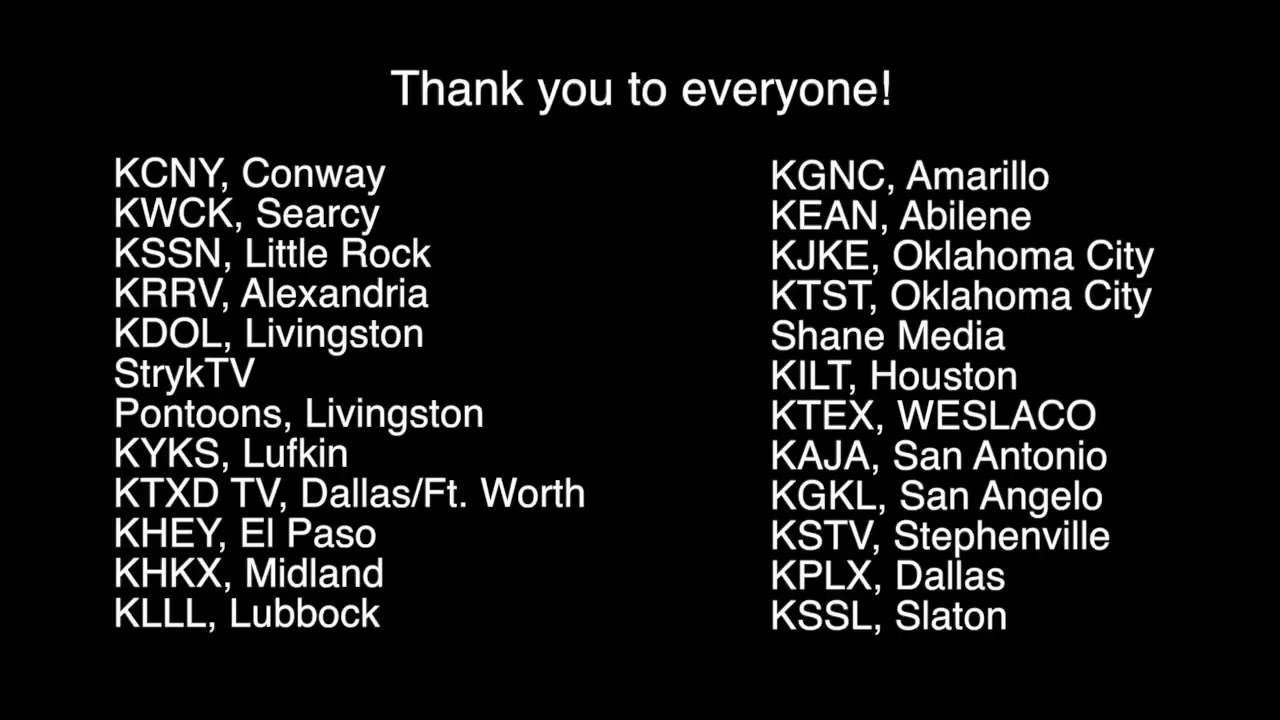 Thank you to everyone!
KCNY, Conway
KWCK, Searcy
KSSN, Little Rock
KRRV, Alexandria
KDOL, Livingston
StrykTV
Pontoons, Livingston
KYKS, Lufkin
KTXD TV, Dallas/Ft. Worth
KHEY, El Paso
KHKX, Midland
KLLL, Lubbock
KGNC, Amarillo
KEAN, Abilene
KJKE, Oklahoma City
KTST, Oklahoma City
Shane Media
KILT, Houston
KTEX, WESLACO
KAJA, San Antonio
KGKL, San Angelo
KSTV, Stephenville
KPLX, Dallas
KSSL, Slaton